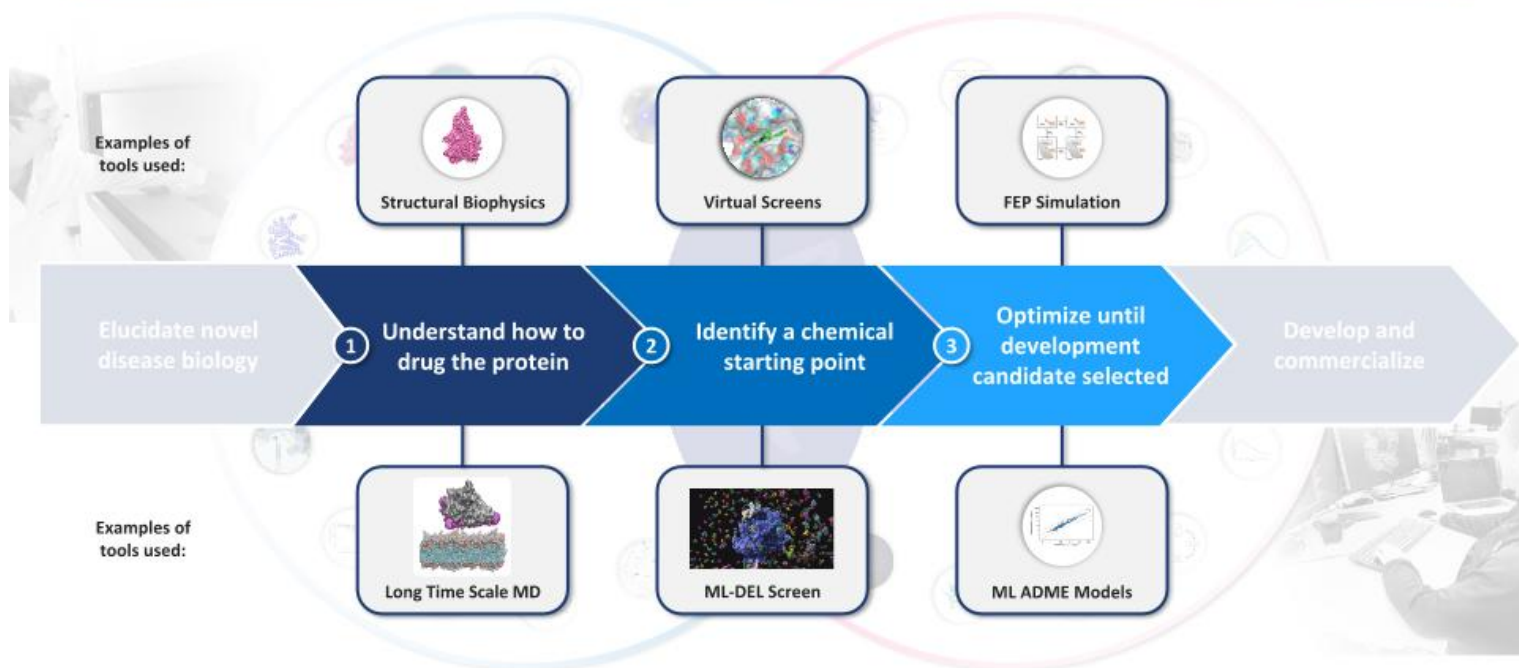 Examples of
tools used:
Structural Biophysics
Virtual Screens
FEP Simulation
Elucidate novel
disease biology
1
Understand how to
drug the protein
2
Identify a chemical
starting point
3
Optimize until
development
candidate selected
Develop and
commercialize
Examples of
tools used:
Long Time Scale MD
ML-DEL Screen
ML ADME Models